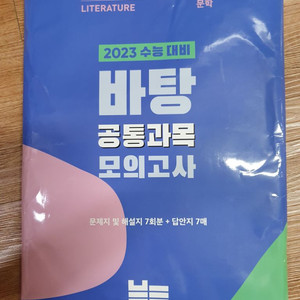 LITERATURE
문학
2023 수능 대비
바탕
공통과목
모의고사
문제지 및 해설지 7회분 + 답안지 7매